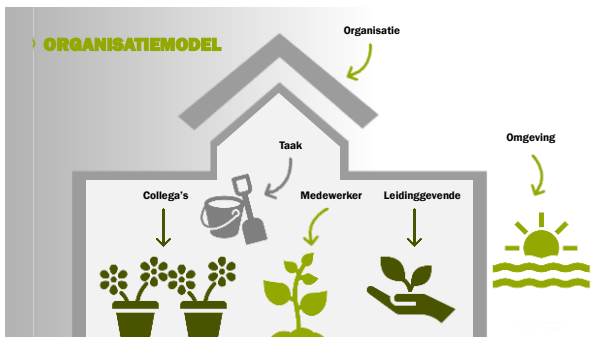 ORGANISATIEMODEL
Organisatie
Omgeving
Taak
Collega's
Medewerker
Leidinggevende